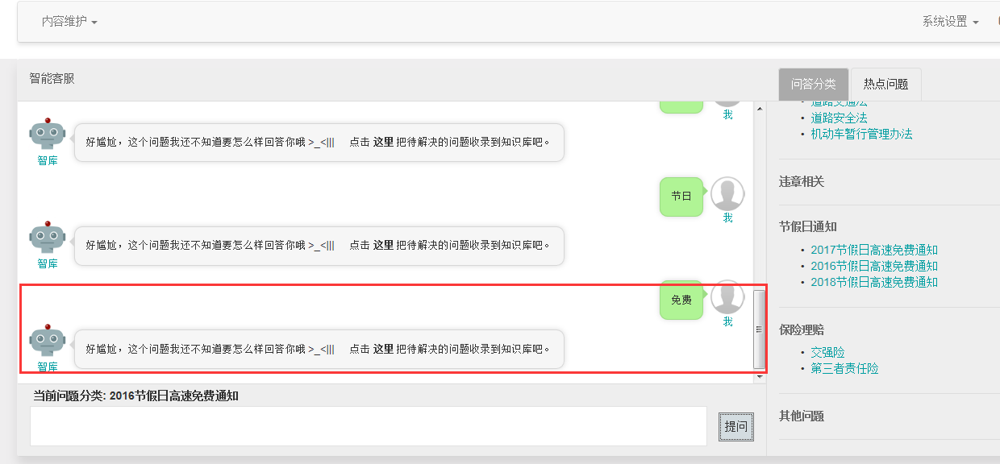 内容维护
系统设置
智能客服
问答分类
热点问题
我
好尴尬，这个问题我还不知道要怎么样回答你哦 >_<||| 点击 这里 把待解决的问题收录到知识库吧。
智库
节日
我
好尴尬，这个问题我还不知道要怎么样回答你哦 >_<||| 点击 这里 把待解决的问题收录到知识库吧。
智库
免费
我
好尴尬，这个问题我还不知道要怎么样回答你哦 >_<||| 点击 这里 把待解决的问题收录到知识库吧。
智库
当前问题分类: 2016节假日高速免费通知
提问
• 道路交通法
• 道路安全法
• 机动车暂行管理办法
违章相关
节假日通知
• 2017节假日高速免费通知
• 2016节假日高速免费通知
• 2018节假日高速免费通知
保险理赔
• 交强险
• 第三者责任险
其他问题